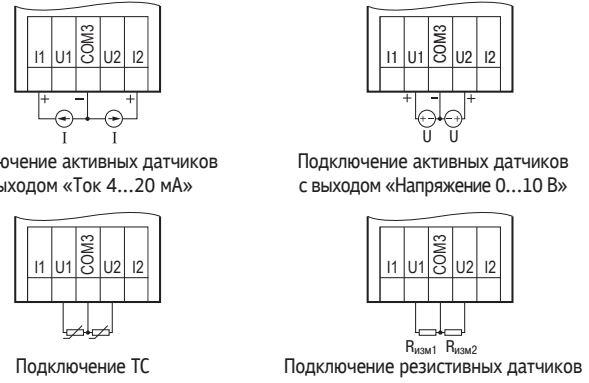 I1 U1 COM3 U2 I2
+ − +
I I
ючение активных датчиков
ыходом «Ток 4...20 мА»
I1 U1 COM3 U2 I2
+ − +
+ − − +
U U
Подключение активных датчиков
с выходом «Напряжение 0...10 В»
I1 U1 COM3 U2 I2
Подключение ТС
I1 U1 COM3 U2 I2
Rизм1 Rизм2
Подключение резистивных датчиков